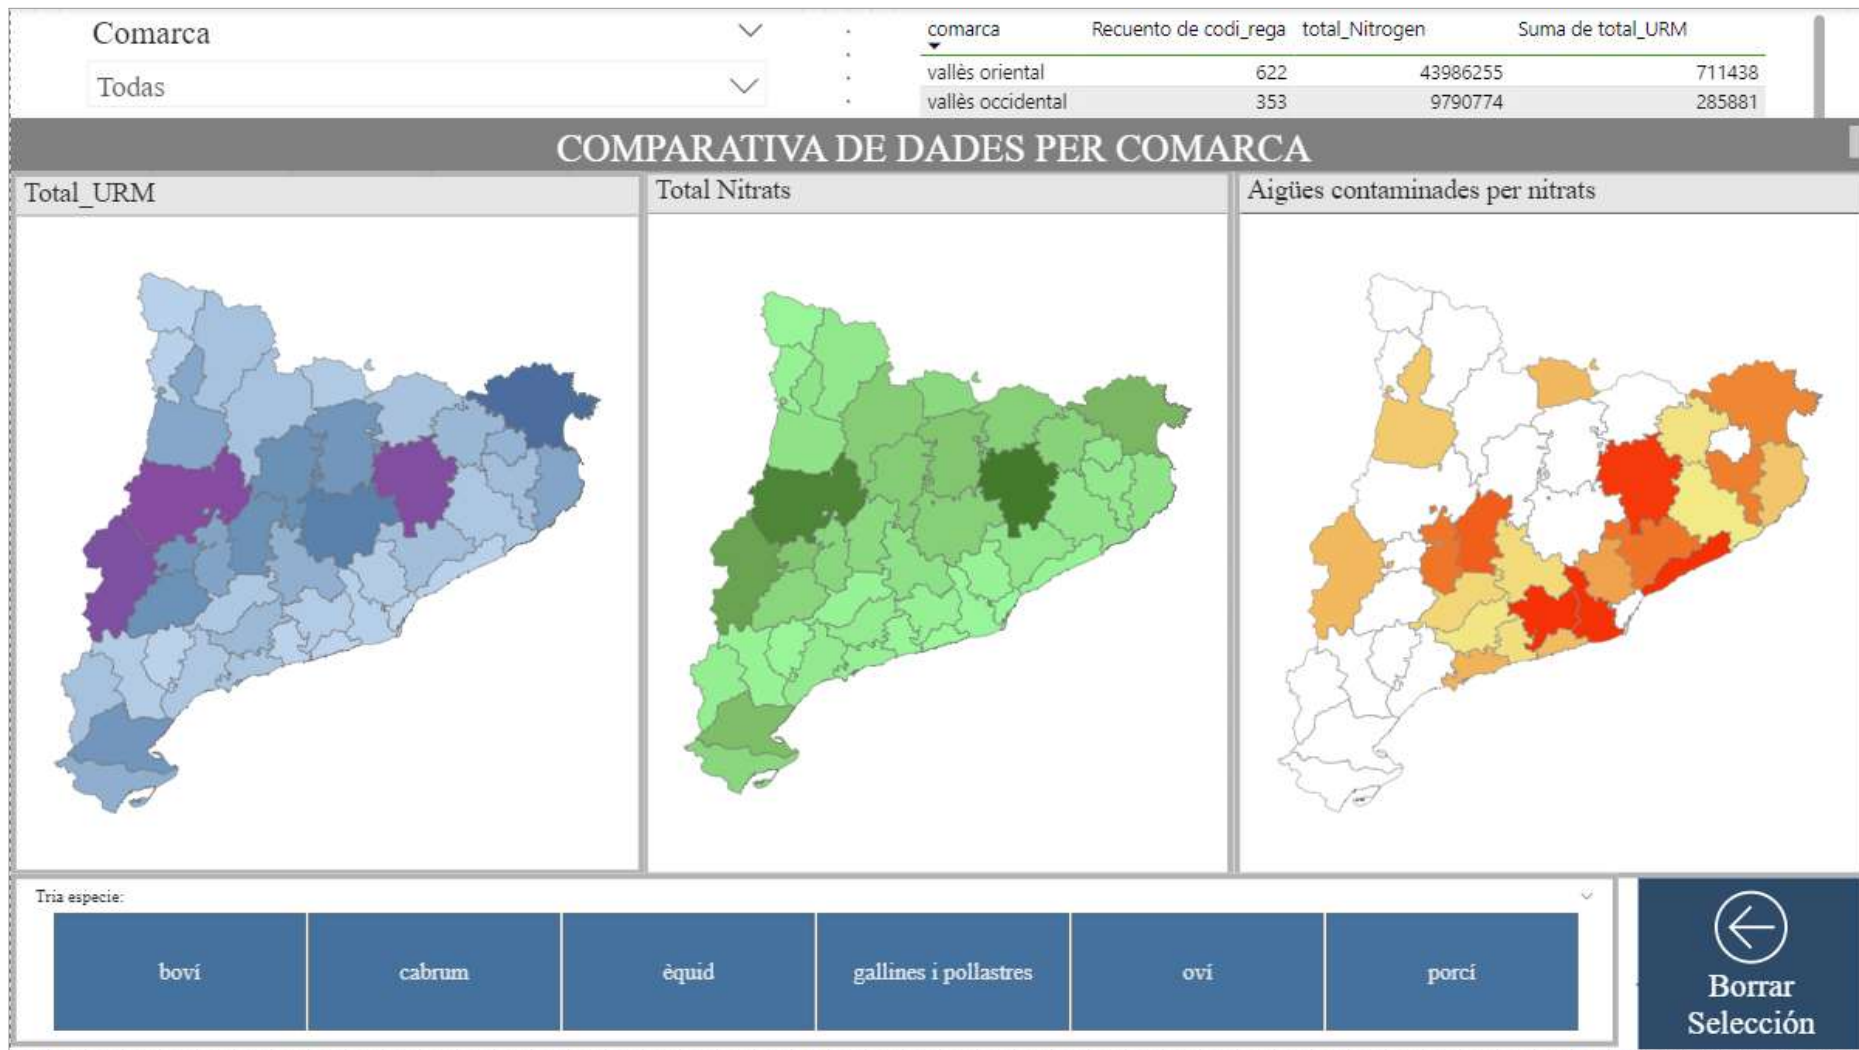 Comarca
Todas
comarca Recuento de codi_rega total_Nitrogen Suma de total_URM
vallès oriental 622 43986255 711438
vallès occidental 353 9790774 285881
COMPARATIVA DE DADES PER COMARCA
Total_URM
Total Nitrats
Aigües contaminades per nitrats
Tria especie:
boví
cabrum
èquid
gallines i pollastres
oví
porcí
Borrar
Selección